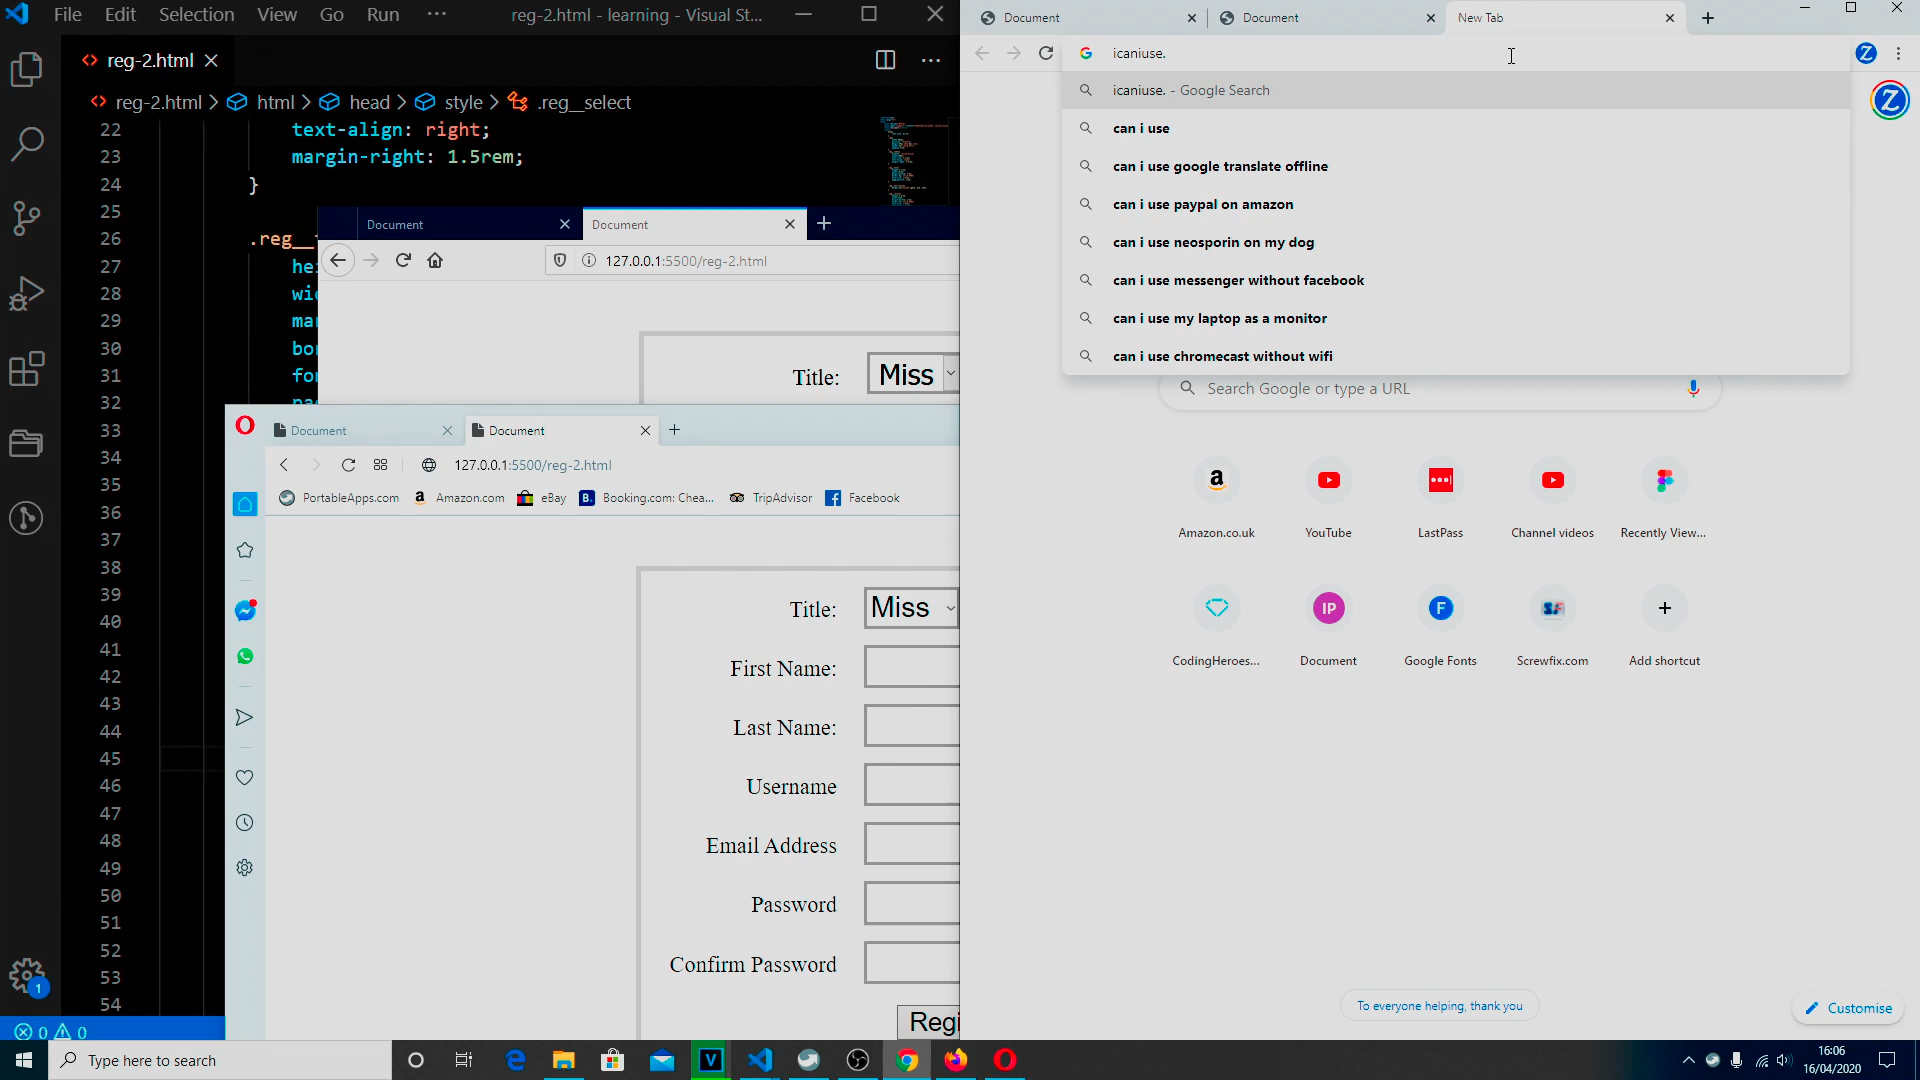 File Edit Selection View Go Run ··· reg-2.html - learning - Visual St...
reg-2.html
reg-2.html > html > head > style > .reg__select
22 text-align: right;
23 margin-right: 1.5rem;
24 }
25
26 .reg__
27
28
29
30
31
32
33
34
35
36
37
38
39
40
41
42
43
44
45
46
47
48
49
50
51
52
53
54
1
0 0
Document
Document
127.0.0.1:5500/reg-2.html
Title: Miss
Document
Document
127.0.0.1:5500/reg-2.html
PortableApps.com Amazon.com eBay Booking.com: Chea... TripAdvisor Facebook
Title: Miss
First Name:
Last Name:
Username
Email Address
Password
Confirm Password
Regi
Document
Document
New Tab
icaniuse.
icaniuse. - Google Search
can i use
can i use google translate offline
can i use paypal on amazon
can i use neosporin on my dog
can i use messenger without facebook
can i use my laptop as a monitor
can i use chromecast without wifi
Search Google or type a URL
Amazon.co.uk YouTube LastPass Channel videos Recently View...
IP F SF
CodingHeroes... Document Google Fonts Screwfix.com Add shortcut
To everyone helping, thank you
Customise
Type here to search
16:06
16/04/2020